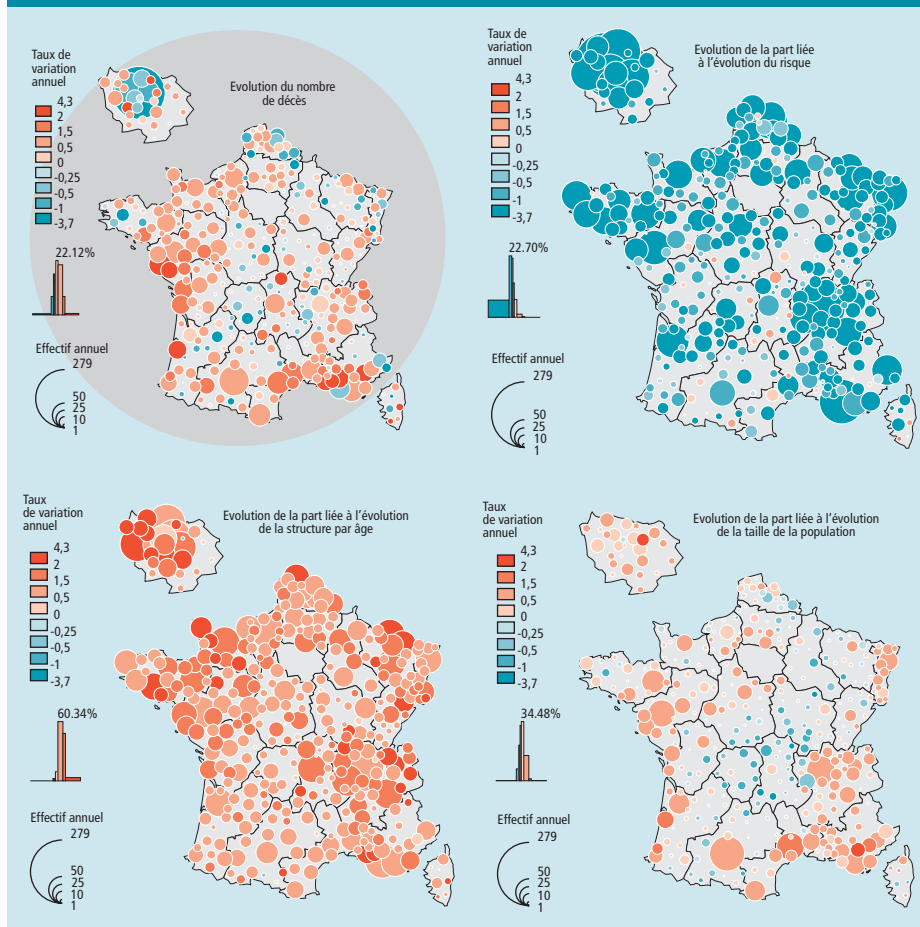 Taux de
variation
annuel
4,3
2
1,5
0,5
0
-0,25
-0,5
-1
-3,7
22.12%
Effectif annuel
279
50
25
10
1
Evolution du nombre
de décès
Taux de
variation
annuel
4,3
2
1,5
0,5
0
-0,25
-0,5
-1
-3,7
22.70%
Effectif annuel
279
50
25
10
1
Evolution de la part liée
à l'évolution du risque
Taux
de variation
annuel
4,3
2
1,5
0,5
0
-0,25
-0,5
-1
-3,7
60.34%
Effectif annuel
279
50
25
10
1
Evolution de la part liée à l'évolution
de la structure par âge
Taux
de variation
annuel
4,3
2
1,5
0,5
0
-0,25
-0,5
-1
-3,7
34.48%
Effectif annuel
279
50
25
10
1
Evolution de la part liée à l'évolution
de la taille de la population